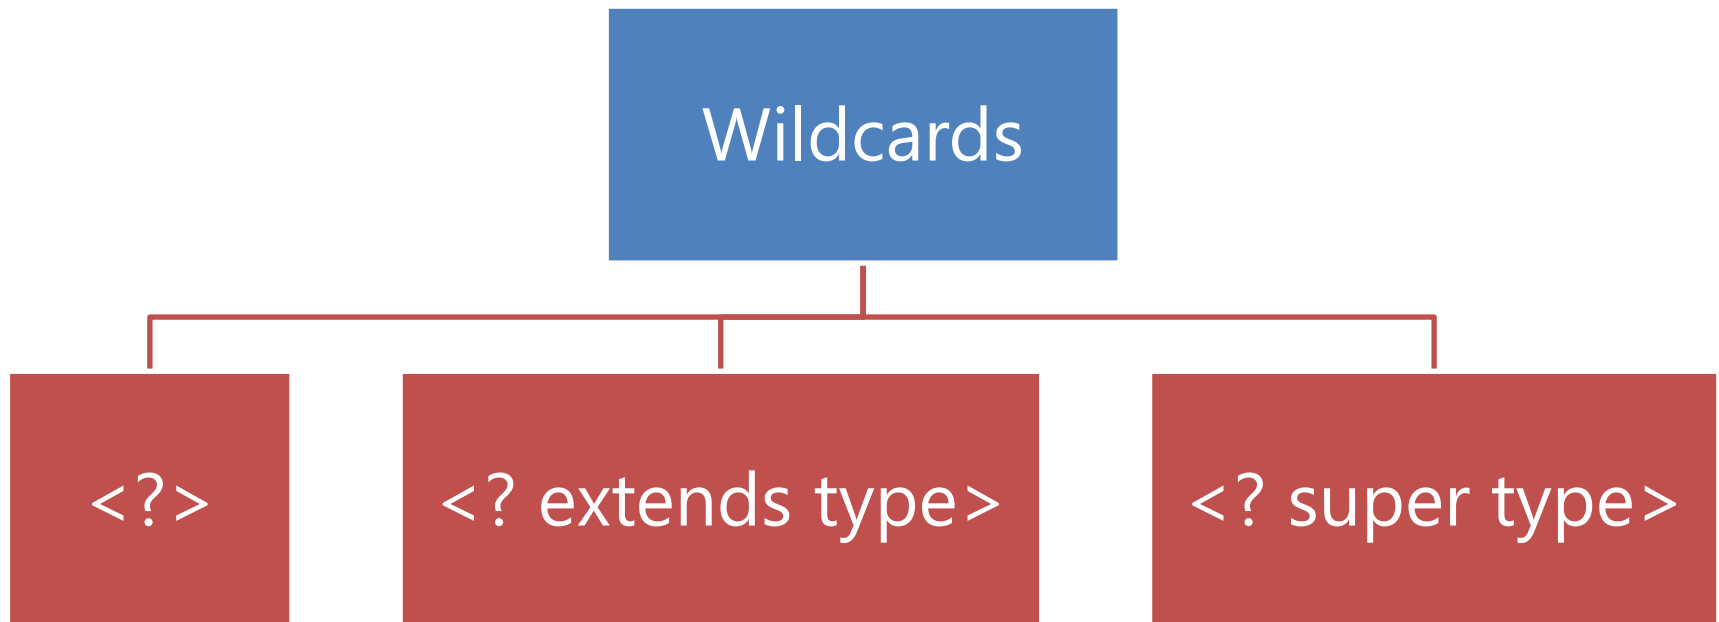 Wildcards
<?>
<? extends type>
<? super type>